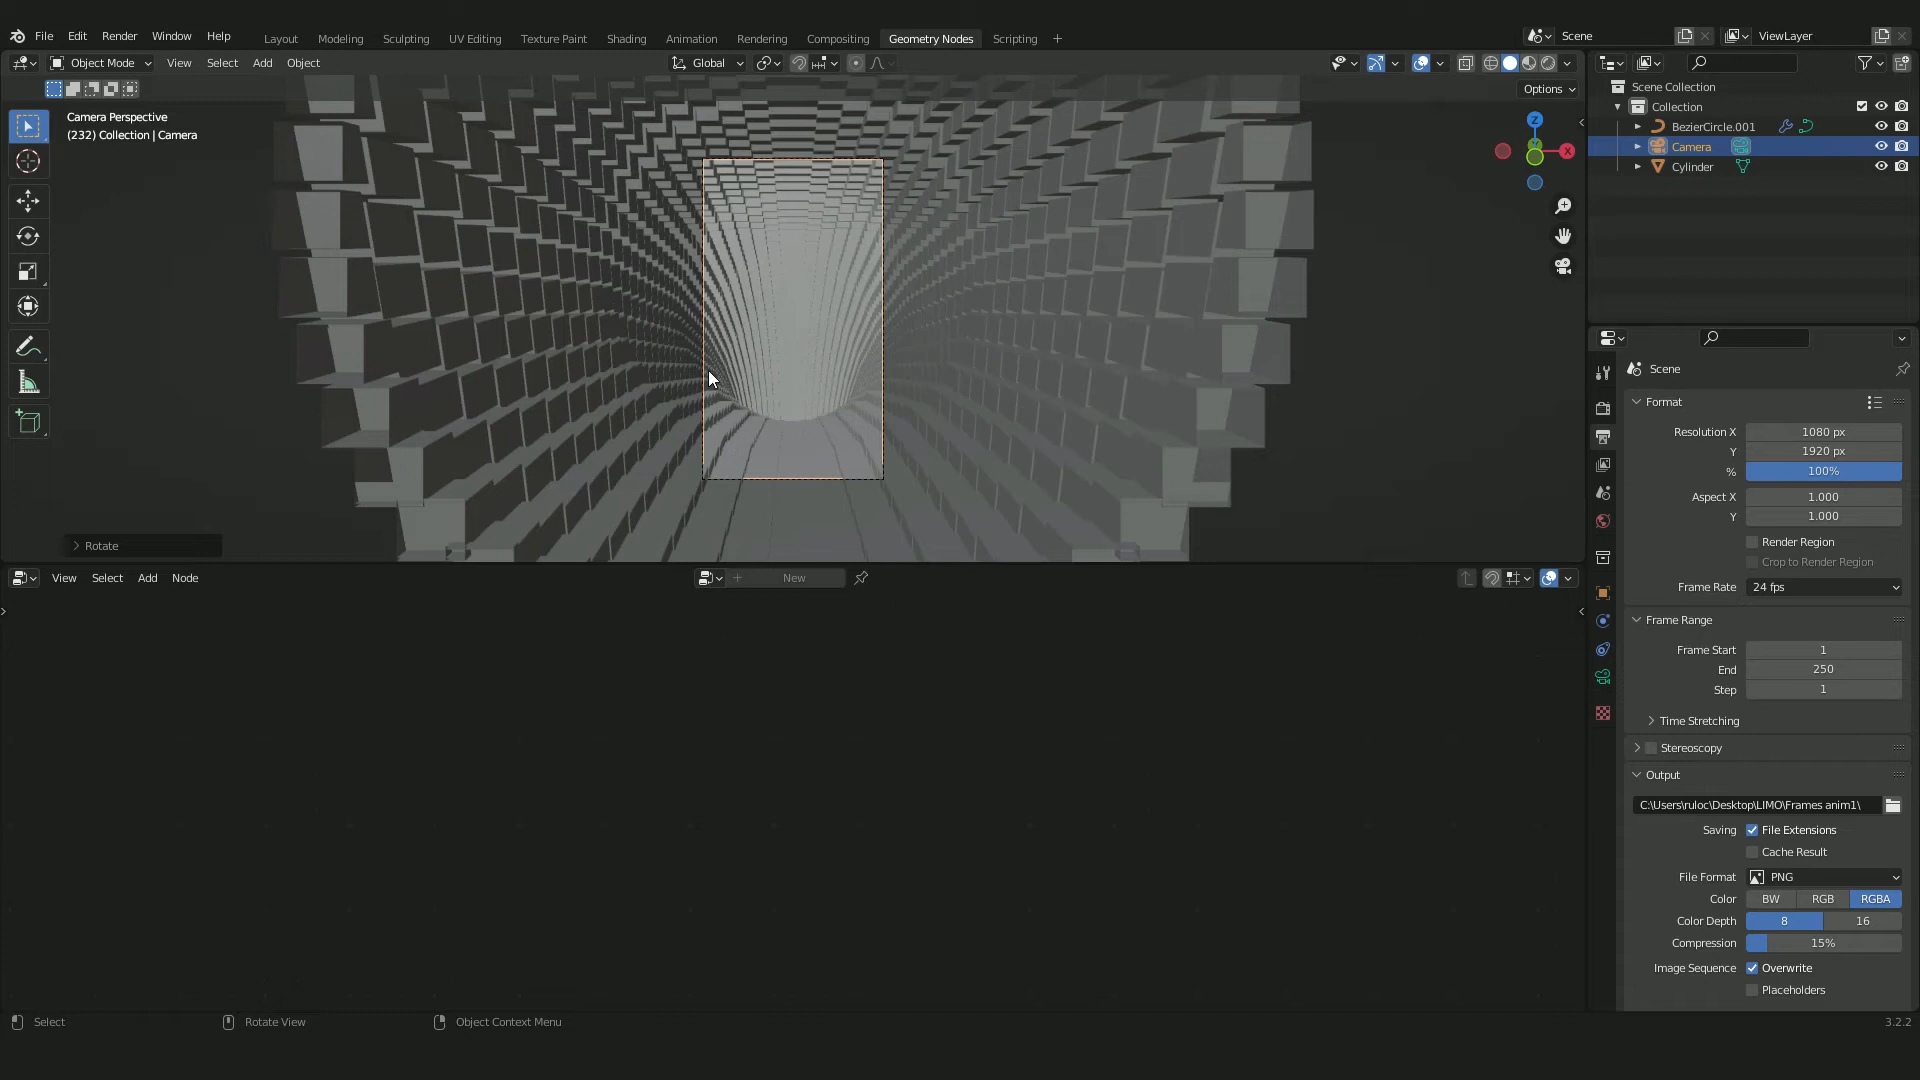 File Edit Render Window Help Layout Modeling Sculpting UV Editing Texture Paint Shading Animation Rendering Compositing Geometry Nodes Scripting + Scene ViewLayer
Object Mode View Select Add Object Global
Options
Camera Perspective
(232) Collection | Camera
Z
X
Rotate
Scene Collection
Collection
BezierCircle.001
Camera
Cylinder
Scene
Format
Resolution X 1080 px
Y 1920 px
% 100%
Aspect X 1.000
Y 1.000
Render Region
Crop to Render Region
Frame Rate 24 fps
Frame Range
Frame Start 1
End 250
Step 1
Time Stretching
Stereoscopy
Output
C:\Users\ruloc\Desktop\LIMO\Frames anim1\
Saving File Extensions
Cache Result
File Format PNG
Color BW RGB RGBA
Color Depth 8 16
Compression 15%
Image Sequence Overwrite
Placeholders
View Select Add Node New
Select Rotate View Object Context Menu 3.2.2